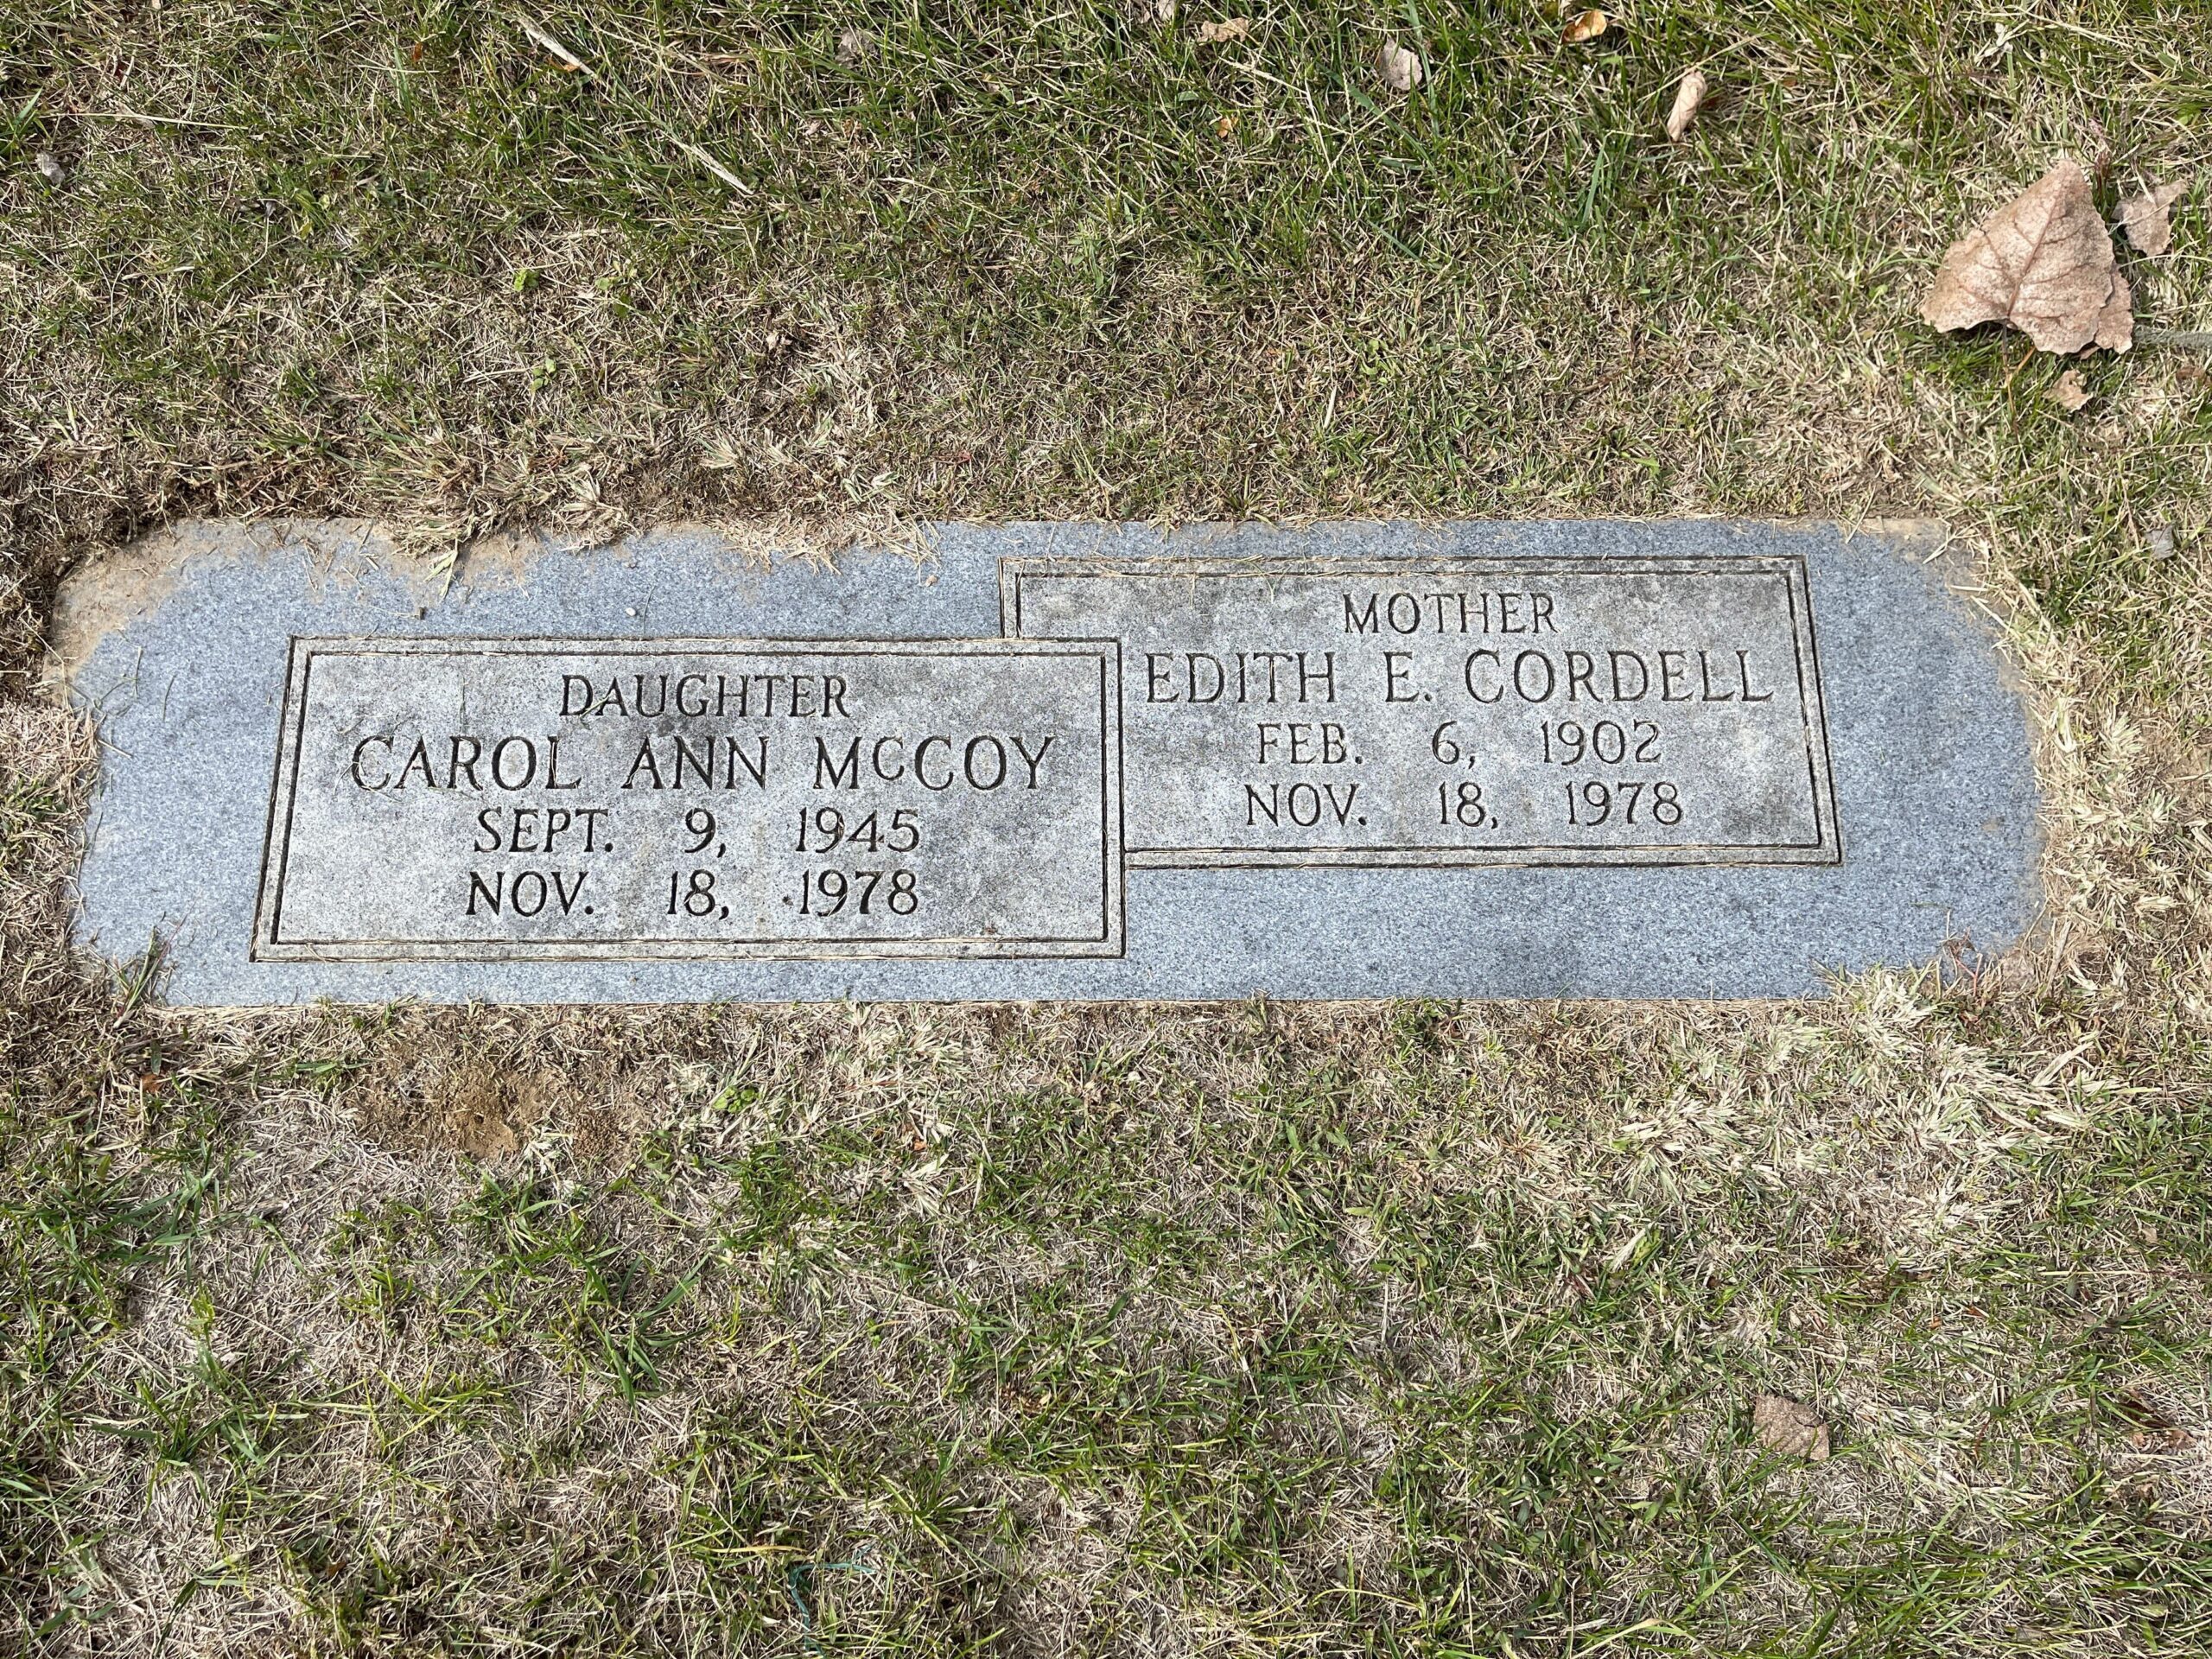 DAUGHTER
CAROL ANN McCOY
SEPT. 9, 1945
NOV. 18, 1978
MOTHER
EDITH E. CORDELL
FEB. 6, 1902
NOV. 18, 1978